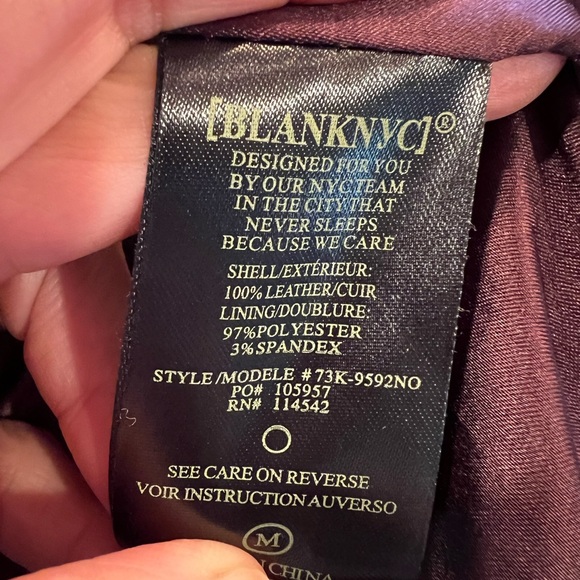 [BLANKNYC]®
DESIGNED FOR YOU
BY OUR NYC TEAM
IN THE CITY THAT
NEVER SLEEPS
BECAUSE WE CARE
SHELL/EXTÉRIEUR:
100% LEATHER/CUIR
LINING/DOUBLURE:
97%POLYESTER
3%SPANDEX
STYLE/MODELE #73K-9592NO
PO# 105957
RN# 114542
SEE CARE ON REVERSE
VOIR INSTRUCTION AUVERSO
M
CHINA